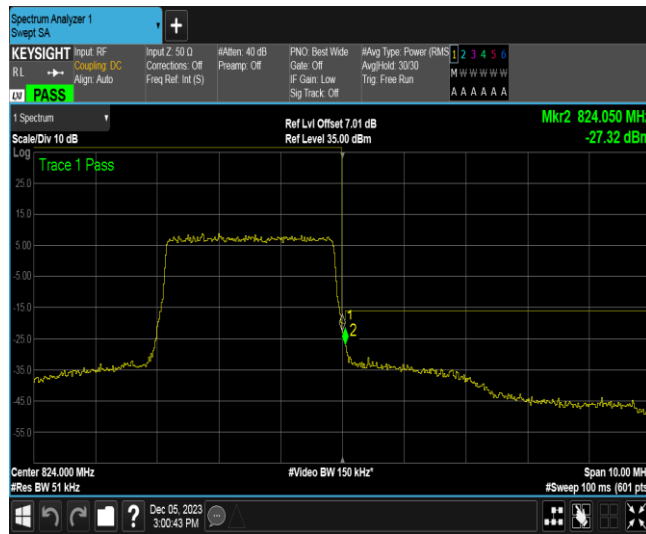 Spectrum Analyzer 1
Swept SA
+
KEYSIGHT
RL
LXI PASS
Input: RF
Coupling: DC
Align: Auto
Input Z: 50 Ω
Corrections: Off
Freq Ref: Int (S)
#Atten: 40 dB
Preamp: Off
PNO: Best Wide
Gate: Off
IF Gain: Low
Sig Track: Off
#Avg Type: Power (RMS
Avg|Hold: 30/30
Trig: Free Run
1 2 3 4 5 6
M W W W W W
A A A A A A
1 Spectrum
Scale/Div 10 dB
Ref Lvl Offset 7.01 dB
Ref Level 35.00 dBm
Mkr2 824.050 MH
-27.32 dBm
Log
Trace 1 Pass
25.0
15.0
5.00
-5.00
-15.0
-25.0
-35.0
-45.0
-55.0
1
2
Center 824.000 MHz
#Res BW 51 kHz
#Video BW 150 kHz*
Span 10.00 MH
#Sweep 100 ms (601 pts
?
Dec 05, 2023
3:00:43 PM